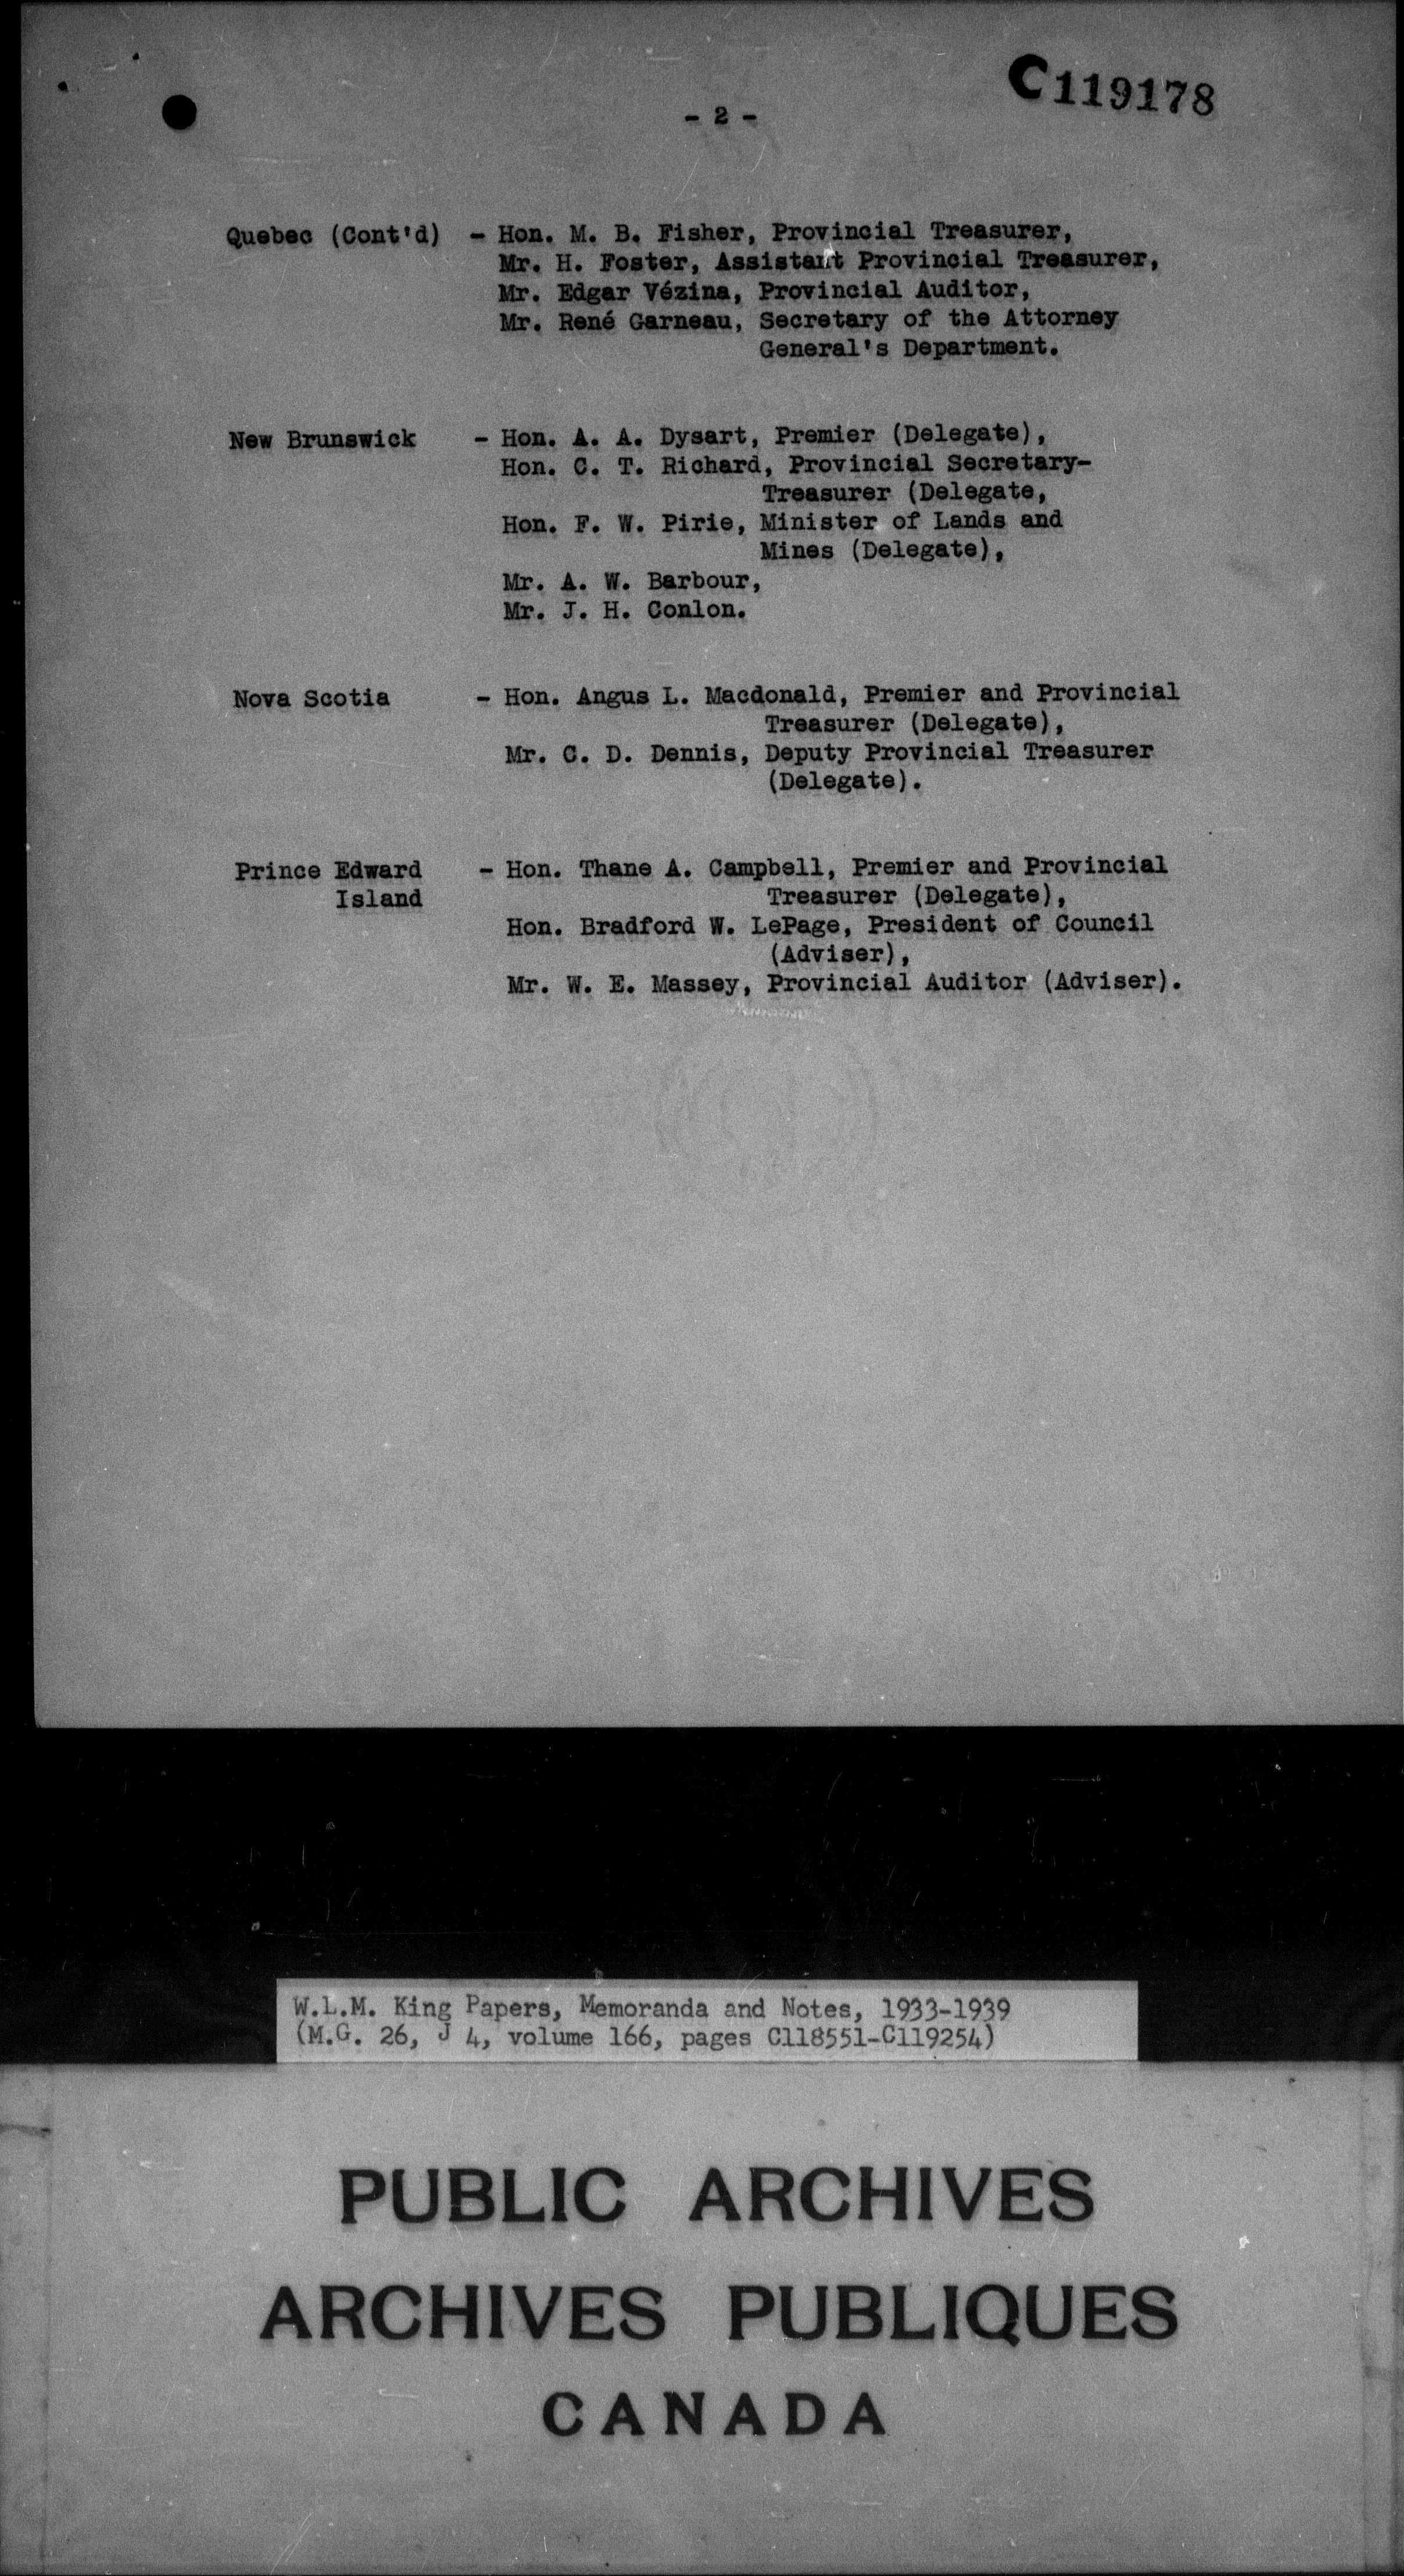 C119178
- 2 -
Quebec (Cont'd) - Hon. M. B. Fisher, Provincial Treasurer,
Mr. H. Foster, Assistant Provincial Treasurer,
Mr. Edgar Vézina, Provincial Auditor,
Mr. René Garneau, Secretary of the Attorney
General's Department.
New Brunswick - Hon. A. A. Dysart, Premier (Delegate),
Hon. C. T. Richard, Provincial Secretary-
Treasurer (Delegate,
Hon. F. W. Pirie, Minister of Lands and
Mines (Delegate),
Mr. A. W. Barbour,
Mr. J. H. Conlon.
Nova Scotia - Hon. Angus L. Macdonald, Premier and Provincial
Treasurer (Delegate),
Mr. C. D. Dennis, Deputy Provincial Treasurer
(Delegate).
Prince Edward - Hon. Thane A. Campbell, Premier and Provincial
Island Treasurer (Delegate),
Hon. Bradford W. LePage, President of Council
(Adviser),
Mr. W. E. Massey, Provincial Auditor (Adviser).
W.L.M. King Papers, Memoranda and Notes, 1933-1939
(M.G. 26, J 4, volume 166, pages C118551-C119254)
PUBLIC ARCHIVES
ARCHIVES PUBLIQUES
CANADA